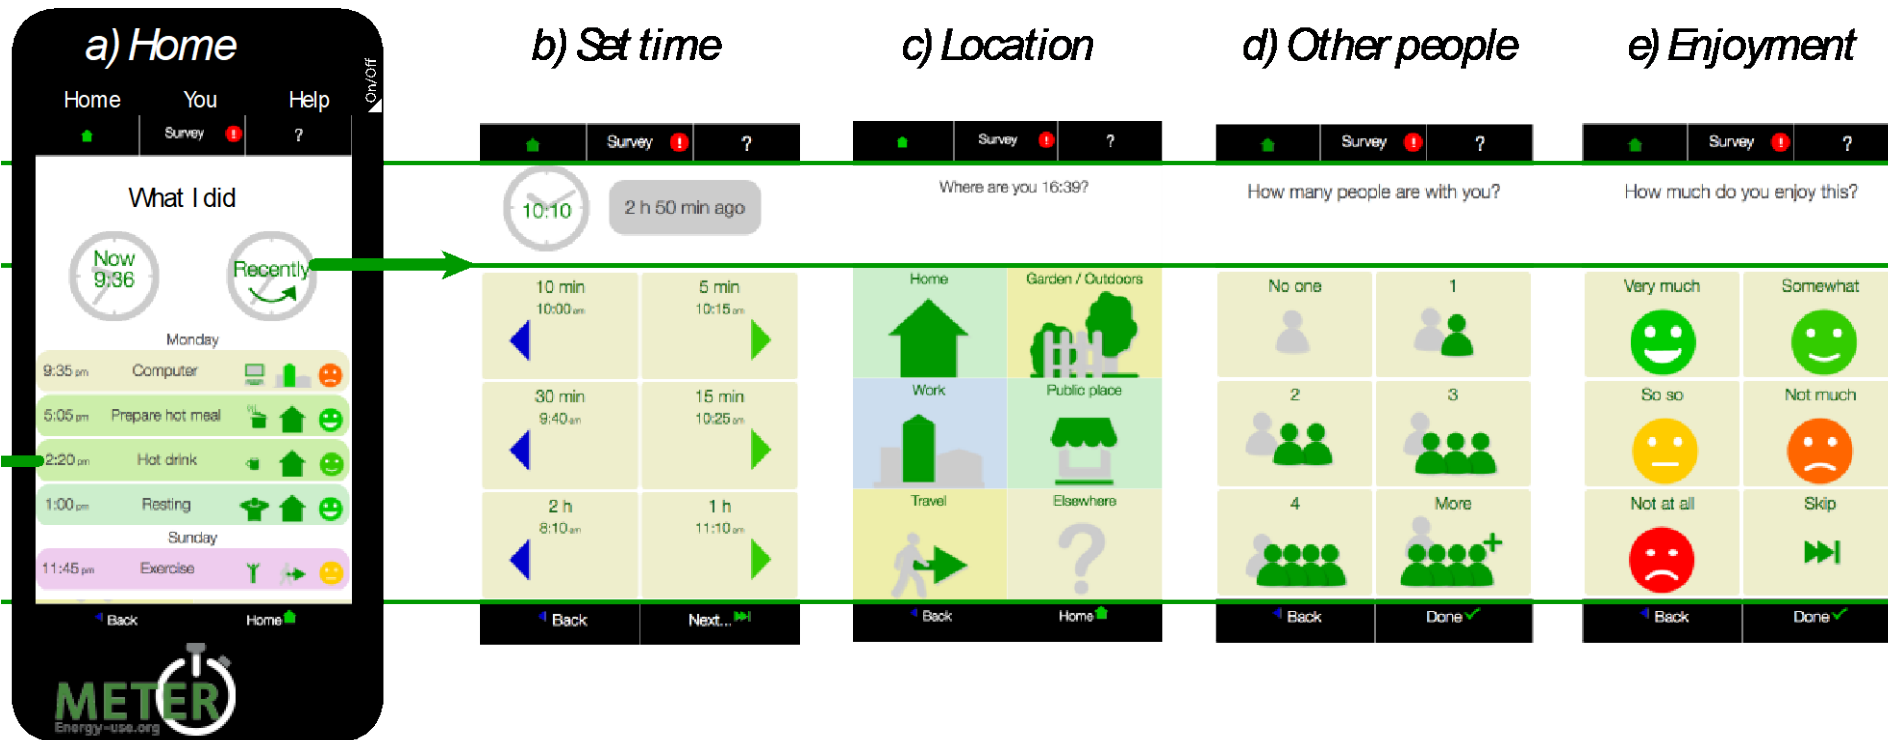 a) Home
Home You Help
On/Off
Survey ! ?
What I did
Now
9:36
Recently
Monday
9:35 pm Computer
5:05 pm Prepare hot meal
2:20 pm Hot drink
1:00 pm Resting
Sunday
11:45 pm Exercise
Back Home
METER
Energy-use.org
b) Set time
Survey ! ?
10:10
2 h 50 min ago
10 min 5 min
10:00 am 10:15 am
30 min 15 min
9:40 am 10:25 am
2 h 1 h
8:10 am 11:10 am
Back Next...
c) Location
Survey ! ?
Where are you 16:39?
Home Garden / Outdoors
Work Public place
Travel Elsewhere
?
Back Home
d) Other people
Survey ! ?
How many people are with you?
No one 1
2 3
4 More
+
Back Done
e) Enjoyment
Survey ! ?
How much do you enjoy this?
Very much Somewhat
So so Not much
Not at all Skip
Back Done